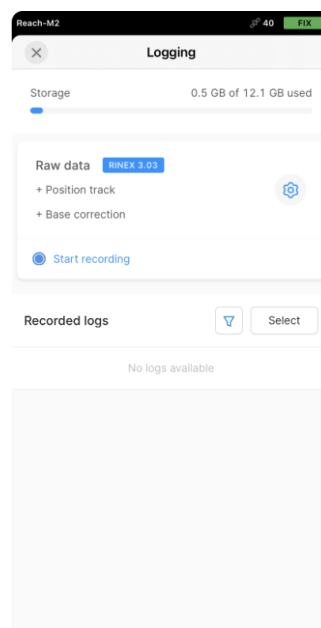 Reach-M2 40 FIX
Logging
Storage 0.5 GB of 12.1 GB used
Raw data RINEX 3.03
+ Position track
+ Base correction
Start recording
Recorded logs Select
No logs available